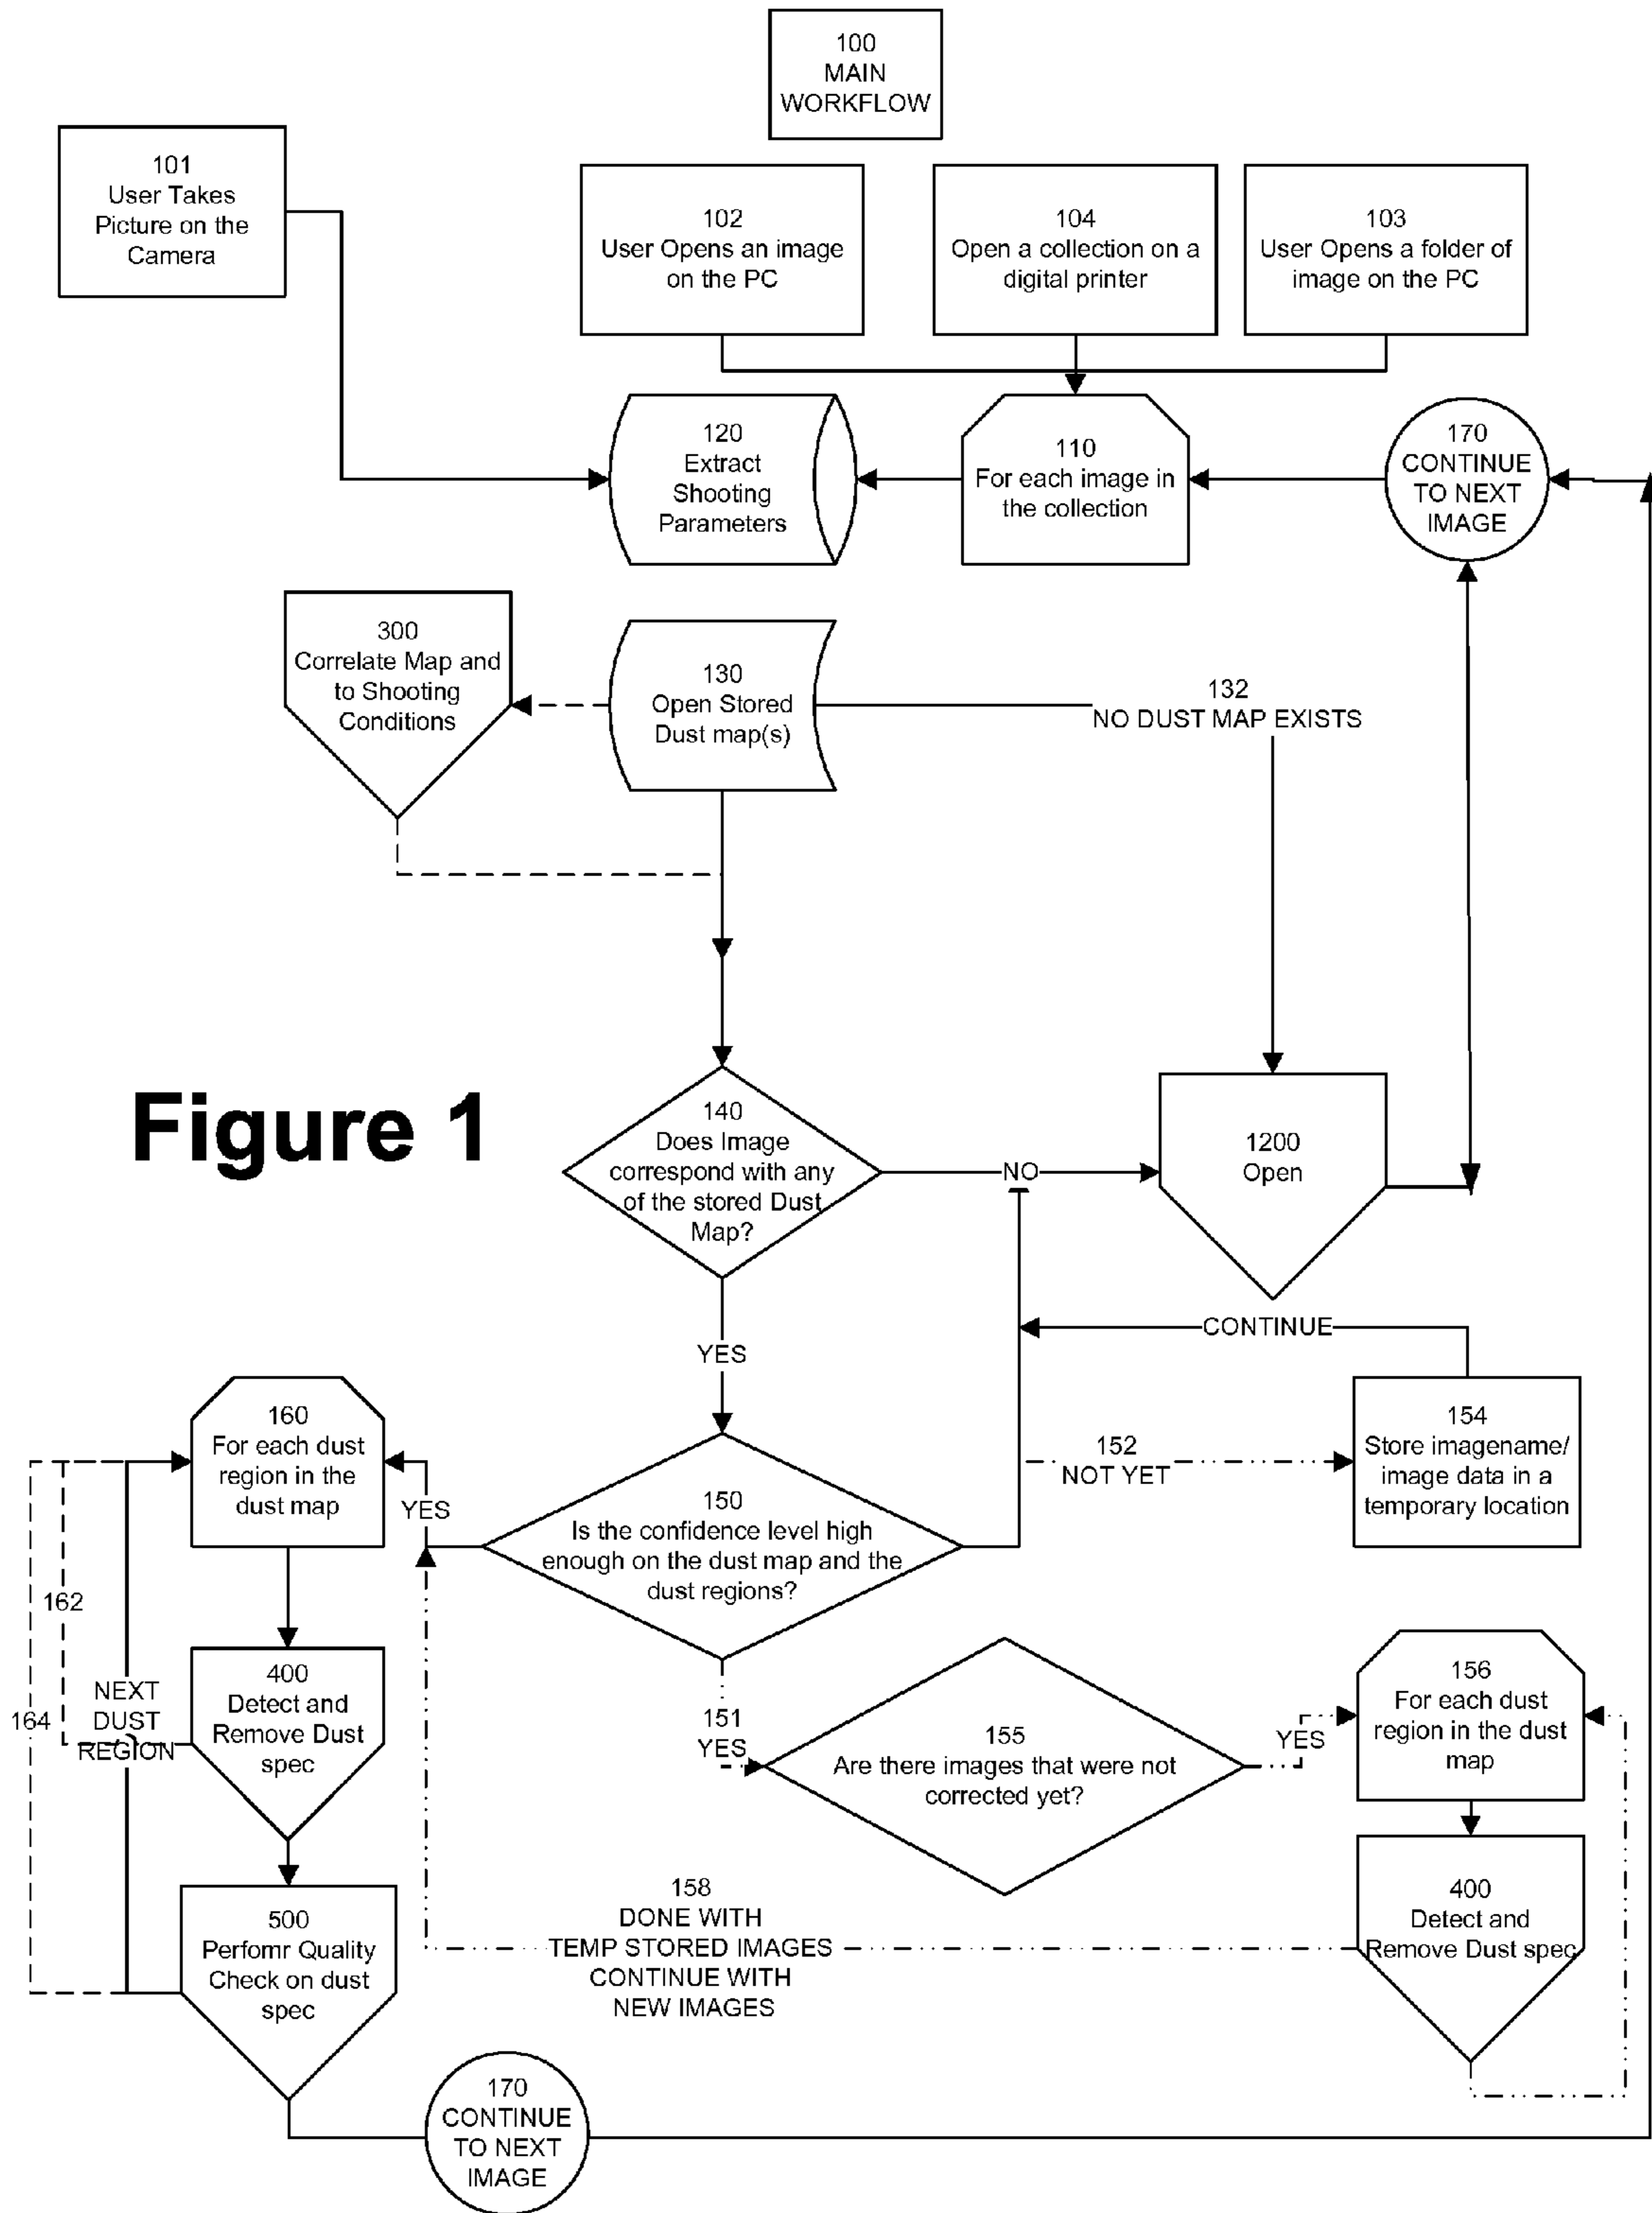 100
MAIN
WORKFLOW
101
User Takes
Picture on the
Camera
102
User Opens an image
on the PC
104
Open a collection on a
digital printer
103
User Opens a folder of
image on the PC
120
Extract
Shooting
Parameters
110
For each image in
the collection
170
CONTINUE
TO NEXT
IMAGE
300
Correlate Map and
to Shooting
Conditions
130
Open Stored
Dust map(s)
132
NO DUST MAP EXISTS
Figure 1
140
Does Image
correspond with any
of the stored Dust
Map?
NO
1200
Open
YES
CONTINUE
160
For each dust
region in the
dust map
YES
150
Is the confidence level high
enough on the dust map and the
dust regions?
152
NOT YET
154
Store imagename/
image data in a
temporary location
162
164
NEXT
DUST
REGION
400
Detect and
Remove Dust
spec
151
YES
155
Are there images that were not
corrected yet?
YES
156
For each dust
region in the dust
map
500
Perfomr Quality
Check on dust
spec
158
DONE WITH
TEMP STORED IMAGES
CONTINUE WITH
NEW IMAGES
400
Detect and
Remove Dust spec
170
CONTINUE
TO NEXT
IMAGE